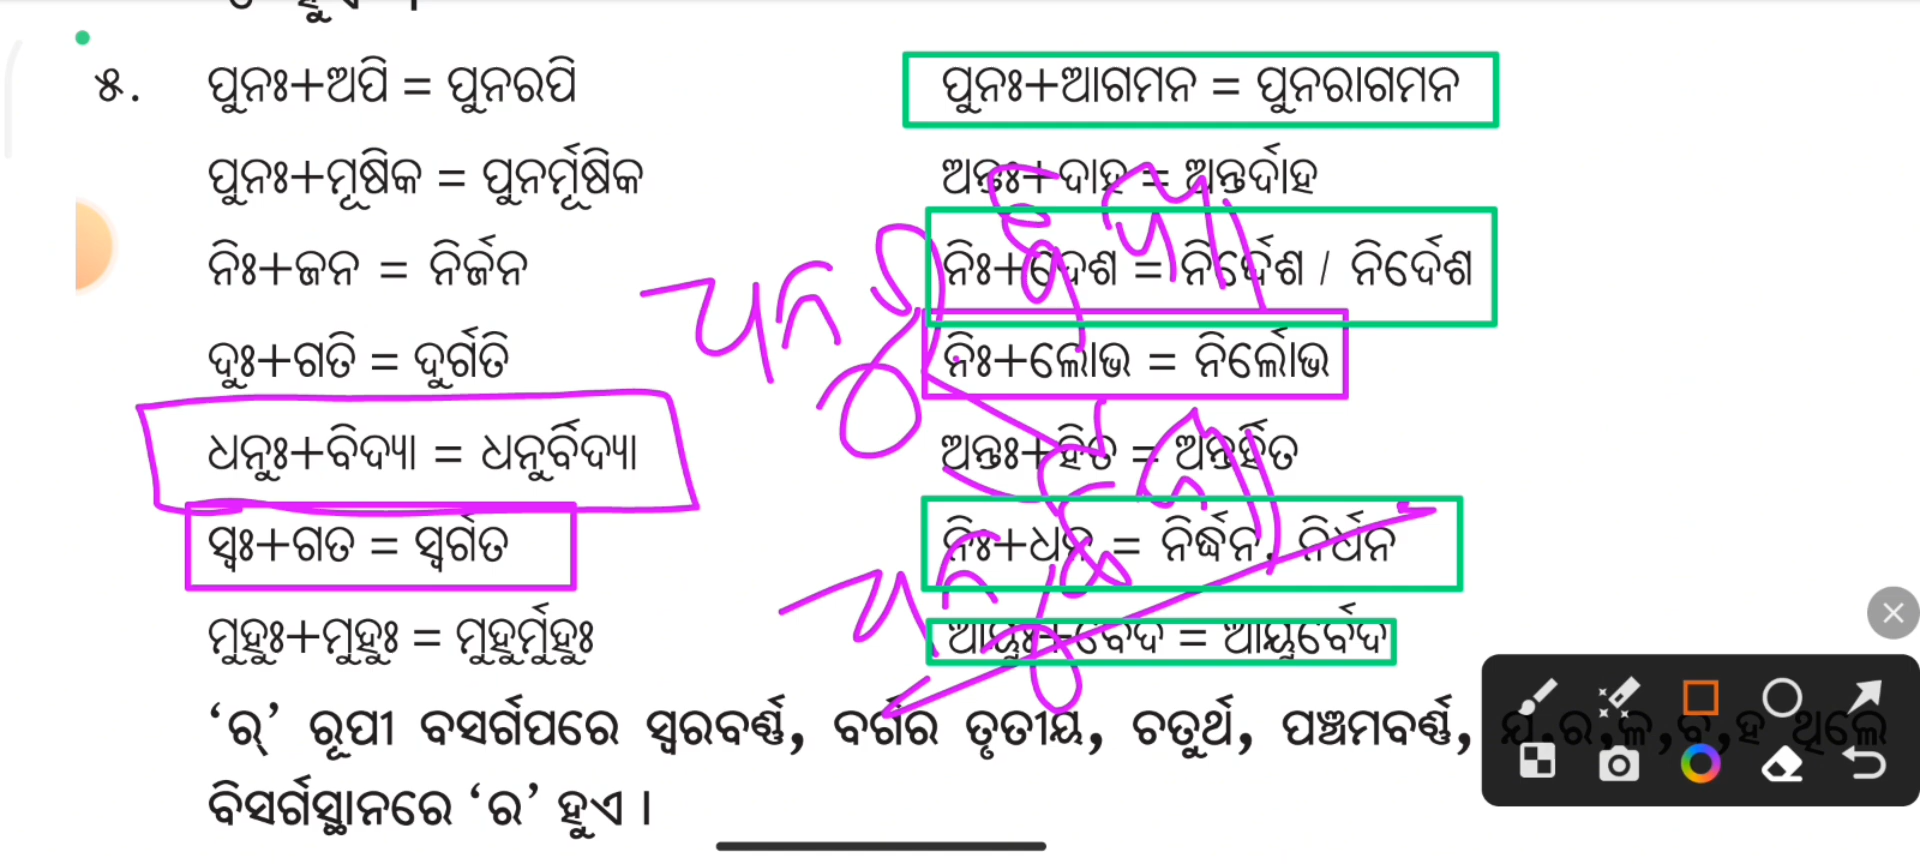 ୫. ପୁନଃ+ଅପି = ପୁନରପି ପୁନଃ+ଆଗମନ = ପୁନରାଗମନ
ପୁନଃ+ମୂଷିକ = ପୁନର୍ମୂଷିକ ଅନ୍ତଃ+ଦାହ = ଅନ୍ତର୍ଦାହ
ନିଃ+ଜନ = ନିର୍ଜନ ନିଃ+ଦେଶ = ନିର୍ଦ୍ଦେଶ / ନିର୍ଦେଶ
ଦୁଃ+ଗତି = ଦୁର୍ଗତି ନିଃ+ଲୋଭ = ନିର୍ଲୋଭ
ଧନୁଃ+ବିଦ୍ୟା = ଧନୁର୍ବିଦ୍ୟା ଅନ୍ତଃ+ହିତ = ଅନ୍ତର୍ହିତ
ସ୍ୱଃ+ଗତ = ସ୍ୱର୍ଗତ ନିଃ+ଧନ = ନିର୍ଦ୍ଧନ, ନିର୍ଧନ
ମୁହୁଃ+ମୁହୁଃ = ମୁହୁର୍ମୁହୁଃ ଆୟୁଃ+ବେଦ = ଆୟୁର୍ବେଦ
‘ର୍’ ରୂପୀ ବସର୍ଗପରେ ସ୍ୱରବର୍ଣ୍ଣ, ବର୍ଗର ତୃତୀୟ, ଚତୁର୍ଥ, ପଞ୍ଚମବର୍ଣ୍ଣ, ଯ,ର,ଳ,ବ,ହ ଥିଲେ
ବିସର୍ଗସ୍ଥାନରେ ‘ର’ ହୁଏ ।